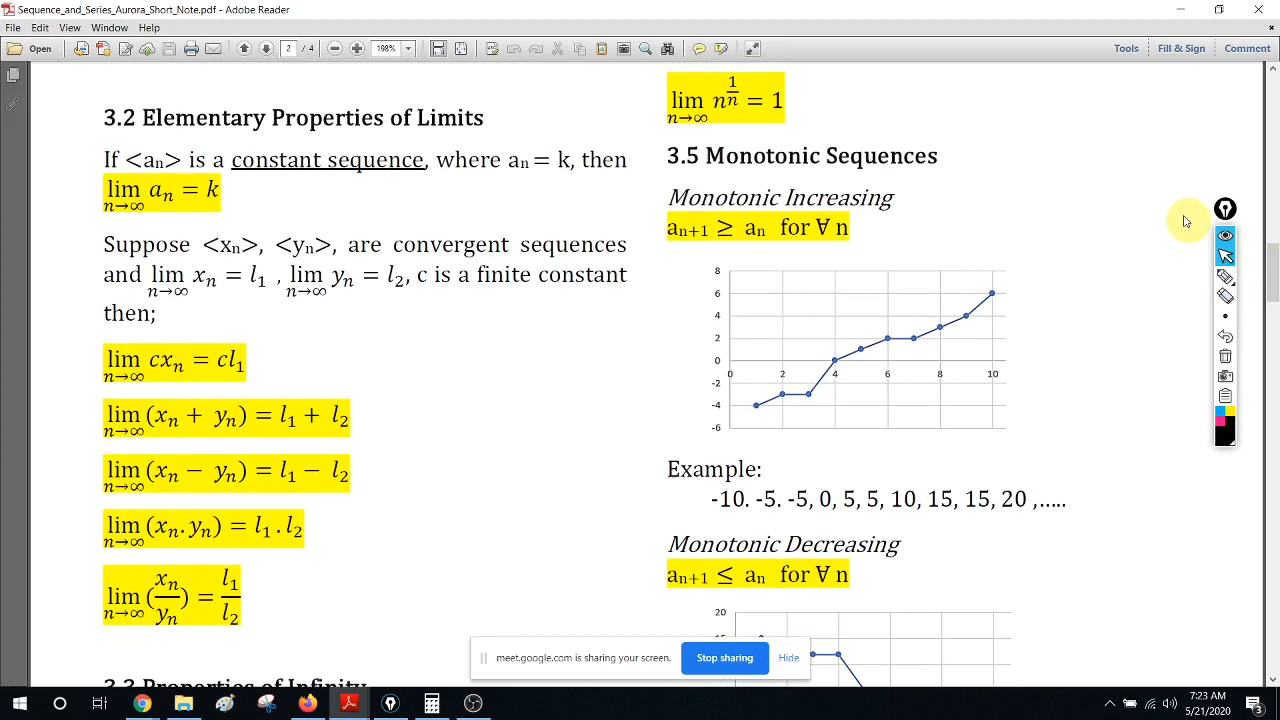 Sequence_and_Series_Aurora_Short_Note.pdf - Adobe Reader
File Edit View Window Help
Open 2 / 4 198% Tools Fill & Sign Comment
3.2 Elementary Properties of Limits
If <an> is a constant sequence, where an = k, then
lim n→∞ an = k
Suppose <xn>, <yn>, are convergent sequences
and lim n→∞ xn = l1 , lim n→∞ yn = l2, c is a finite constant
then;
lim n→∞ cxn = cl1
lim n→∞ (xn + yn) = l1 + l2
lim n→∞ (xn − yn) = l1 − l2
lim n→∞ (xn. yn) = l1 . l2
lim n→∞ (xn/yn) = l1/l2
lim n→∞ n^(1/n) = 1
3.5 Monotonic Sequences
Monotonic Increasing
an+1 ≥ an for ∀ n
8
6
4
2
0
0 2 4 6 8 10
-2
-4
-6
Example:
-10. -5. -5, 0, 5, 5, 10, 15, 15, 20 ,.....
Monotonic Decreasing
an+1 ≤ an for ∀ n
20
meet.google.com is sharing your screen. Stop sharing Hide
7:23 AM
5/21/2020
3